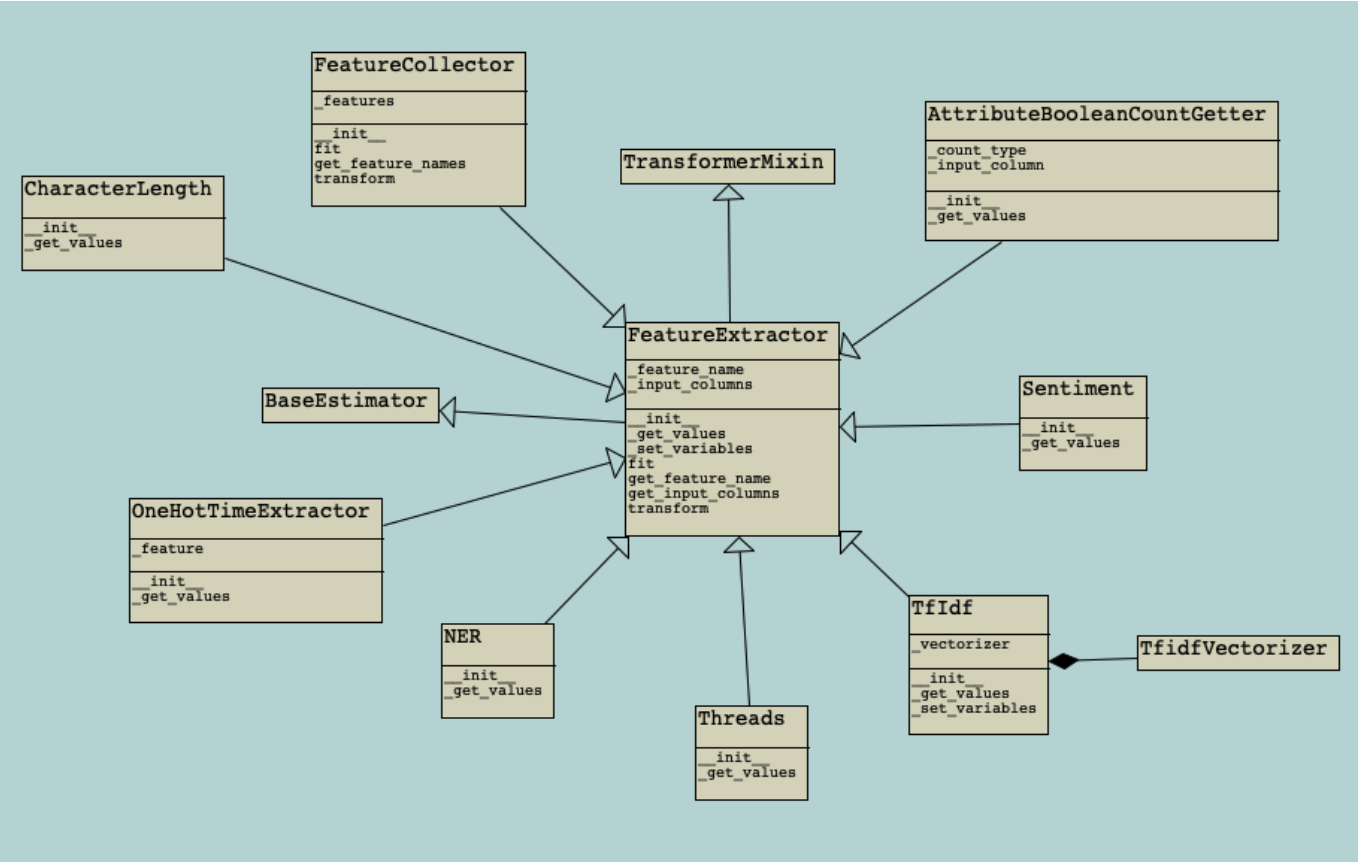 FeatureCollector
_features
__init__
fit
get_feature_names
transform
AttributeBooleanCountGetter
_count_type
_input_column
__init__
_get_values
TransformerMixin
CharacterLength
__init__
_get_values
FeatureExtractor
_feature_name
_input_columns
__init__
_get_values
_set_variables
fit
get_feature_name
get_input_columns
transform
BaseEstimator
Sentiment
__init__
_get_values
OneHotTimeExtractor
_feature
__init__
_get_values
NER
__init__
_get_values
Threads
__init__
_get_values
TfIdf
_vectorizer
__init__
_get_values
_set_variables
TfidfVectorizer